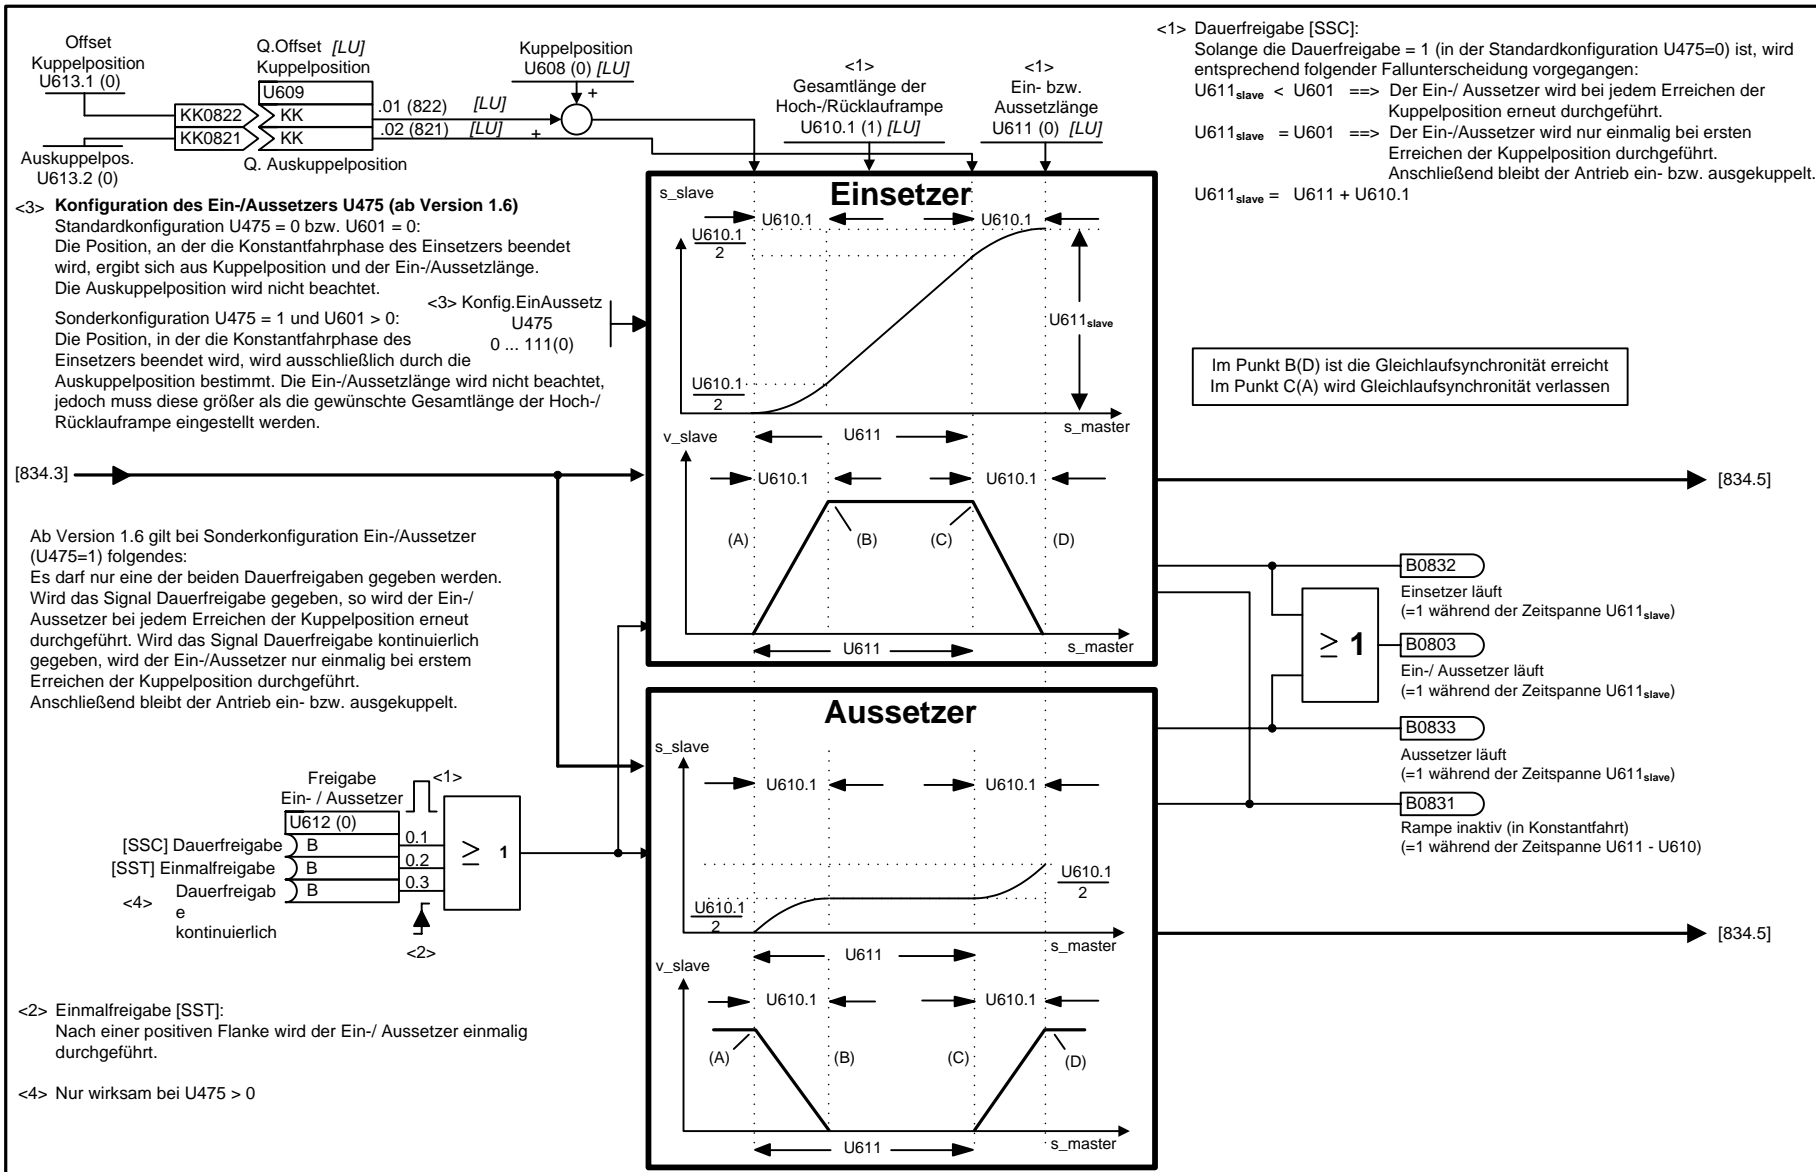 Offset
Kuppelposition
U613.1 (0)
Q.Offset [LU]
Kuppelposition
U609
KK0822
KK
.01 (822)
[LU]
KK0821
KK
.02 (821)
[LU]
+
Q. Auskuppelposition
Auskuppelpos.
U613.2 (0)
Kuppelposition
U608 (0) [LU]
+
<1>
Gesamtlänge der
Hoch-/Rücklauframpe
U610.1 (1) [LU]
<1>
Ein- bzw.
Aussetzlänge
U611 (0) [LU]
<1> Dauerfreigabe [SSC]:
Solange die Dauerfreigabe = 1 (in der Standardkonfiguration U475=0) ist, wird
entsprechend folgender Fallunterscheidung vorgegangen:
U611slave < U601 ==> Der Ein-/ Aussetzer wird bei jedem Erreichen der
Kuppelposition erneut durchgeführt.
U611slave = U601 ==> Der Ein-/Aussetzer wird nur einmalig bei ersten
Erreichen der Kuppelposition durchgeführt.
Anschließend bleibt der Antrieb ein- bzw. ausgekuppelt.
U611slave = U611 + U610.1
<3> Konfiguration des Ein-/Aussetzers U475 (ab Version 1.6)
Standardkonfiguration U475 = 0 bzw. U601 = 0:
Die Position, an der die Konstantfahrphase des Einsetzers beendet
wird, ergibt sich aus Kuppelposition und der Ein-/Aussetzlänge.
Die Auskuppelposition wird nicht beachtet.
Sonderkonfiguration U475 = 1 und U601 > 0:
Die Position, in der die Konstantfahrphase des
Einsetzers beendet wird, wird ausschließlich durch die
Auskuppelposition bestimmt. Die Ein-/Aussetzlänge wird nicht beachtet,
jedoch muss diese größer als die gewünschte Gesamtlänge der Hoch-/
Rücklauframpe eingestellt werden.
<3> Konfig.EinAussetz
U475
0 ... 111(0)
Einsetzer
s_slave
U610.1
U610.1
U610.1
2
U611slave
U610.1
2
s_master
v_slave
U611
U610.1
U610.1
(A)
(B)
(C)
(D)
U611
s_master
Im Punkt B(D) ist die Gleichlaufsynchronität erreicht
Im Punkt C(A) wird Gleichlaufsynchronität verlassen
[834.3]
[834.5]
Ab Version 1.6 gilt bei Sonderkonfiguration Ein-/Aussetzer
(U475=1) folgendes:
Es darf nur eine der beiden Dauerfreigaben gegeben werden.
Wird das Signal Dauerfreigabe gegeben, so wird der Ein-/
Aussetzer bei jedem Erreichen der Kuppelposition erneut
durchgeführt. Wird das Signal Dauerfreigabe kontinuierlich
gegeben, wird der Ein-/Aussetzer nur einmalig bei erstem
Erreichen der Kuppelposition durchgeführt.
Anschließend bleibt der Antrieb ein- bzw. ausgekuppelt.
B0832
Einsetzer läuft
(=1 während der Zeitspanne U611slave)
≥ 1
B0803
Ein-/ Aussetzer läuft
(=1 während der Zeitspanne U611slave)
B0833
Aussetzer läuft
(=1 während der Zeitspanne U611slave)
B0831
Rampe inaktiv (in Konstantfahrt)
(=1 während der Zeitspanne U611 - U610)
Freigabe
Ein- / Aussetzer
<1>
U612 (0)
[SSC] Dauerfreigabe
B
0.1
[SST] Einmalfreigabe
B
0.2
<4>
Dauerfreigab
e
kontinuierlich
B
0.3
≥ 1
<2>
Aussetzer
s_slave
U610.1
U610.1
U610.1
2
U610.1
2
s_master
v_slave
U611
U610.1
U610.1
(A)
(B)
(C)
(D)
U611
s_master
[834.5]
<2> Einmalfreigabe [SST]:
Nach einer positiven Flanke wird der Ein-/ Aussetzer einmalig
durchgeführt.
<4> Nur wirksam bei U475 > 0